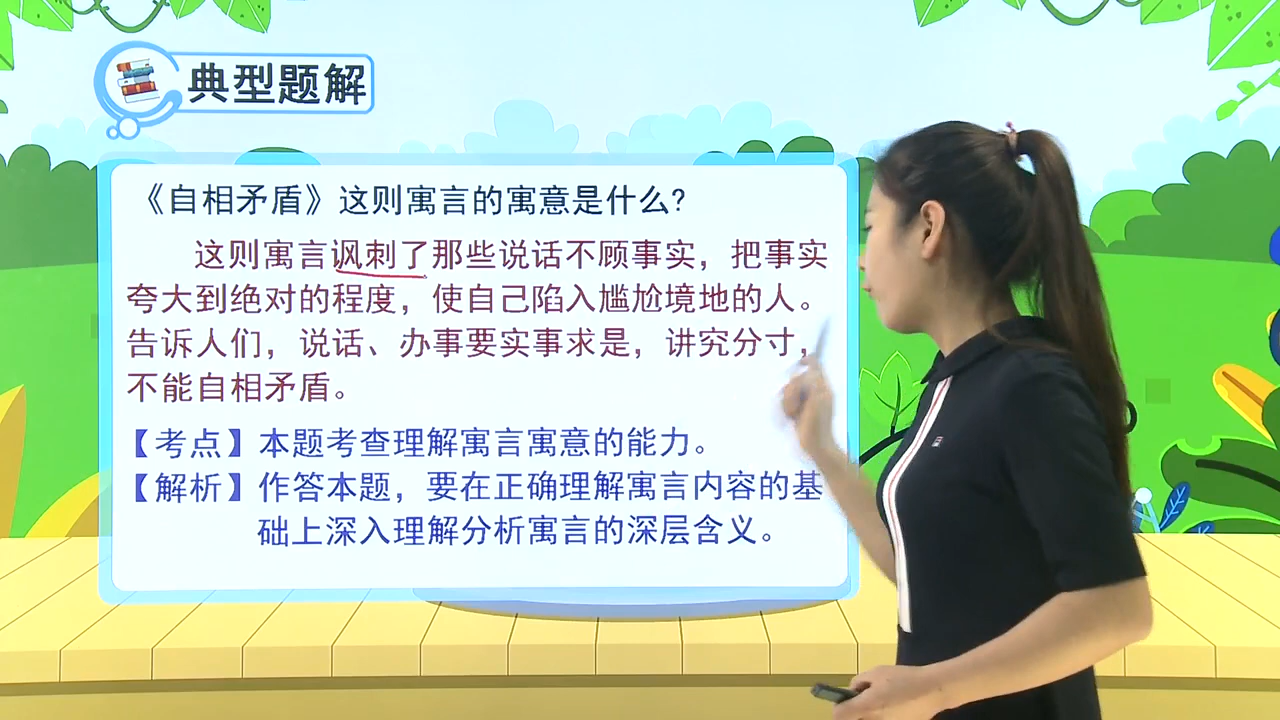 典型题解
《自相矛盾》这则寓言的寓意是什么?
这则寓言讽刺了那些说话不顾事实，把事实
夸大到绝对的程度，使自己陷入尴尬境地的人。
告诉人们，说话、办事要实事求是，讲究分寸，
不能自相矛盾。
【考点】本题考查理解寓言寓意的能力。
【解析】作答本题，要在正确理解寓言内容的基
础上深入理解分析寓言的深层含义。